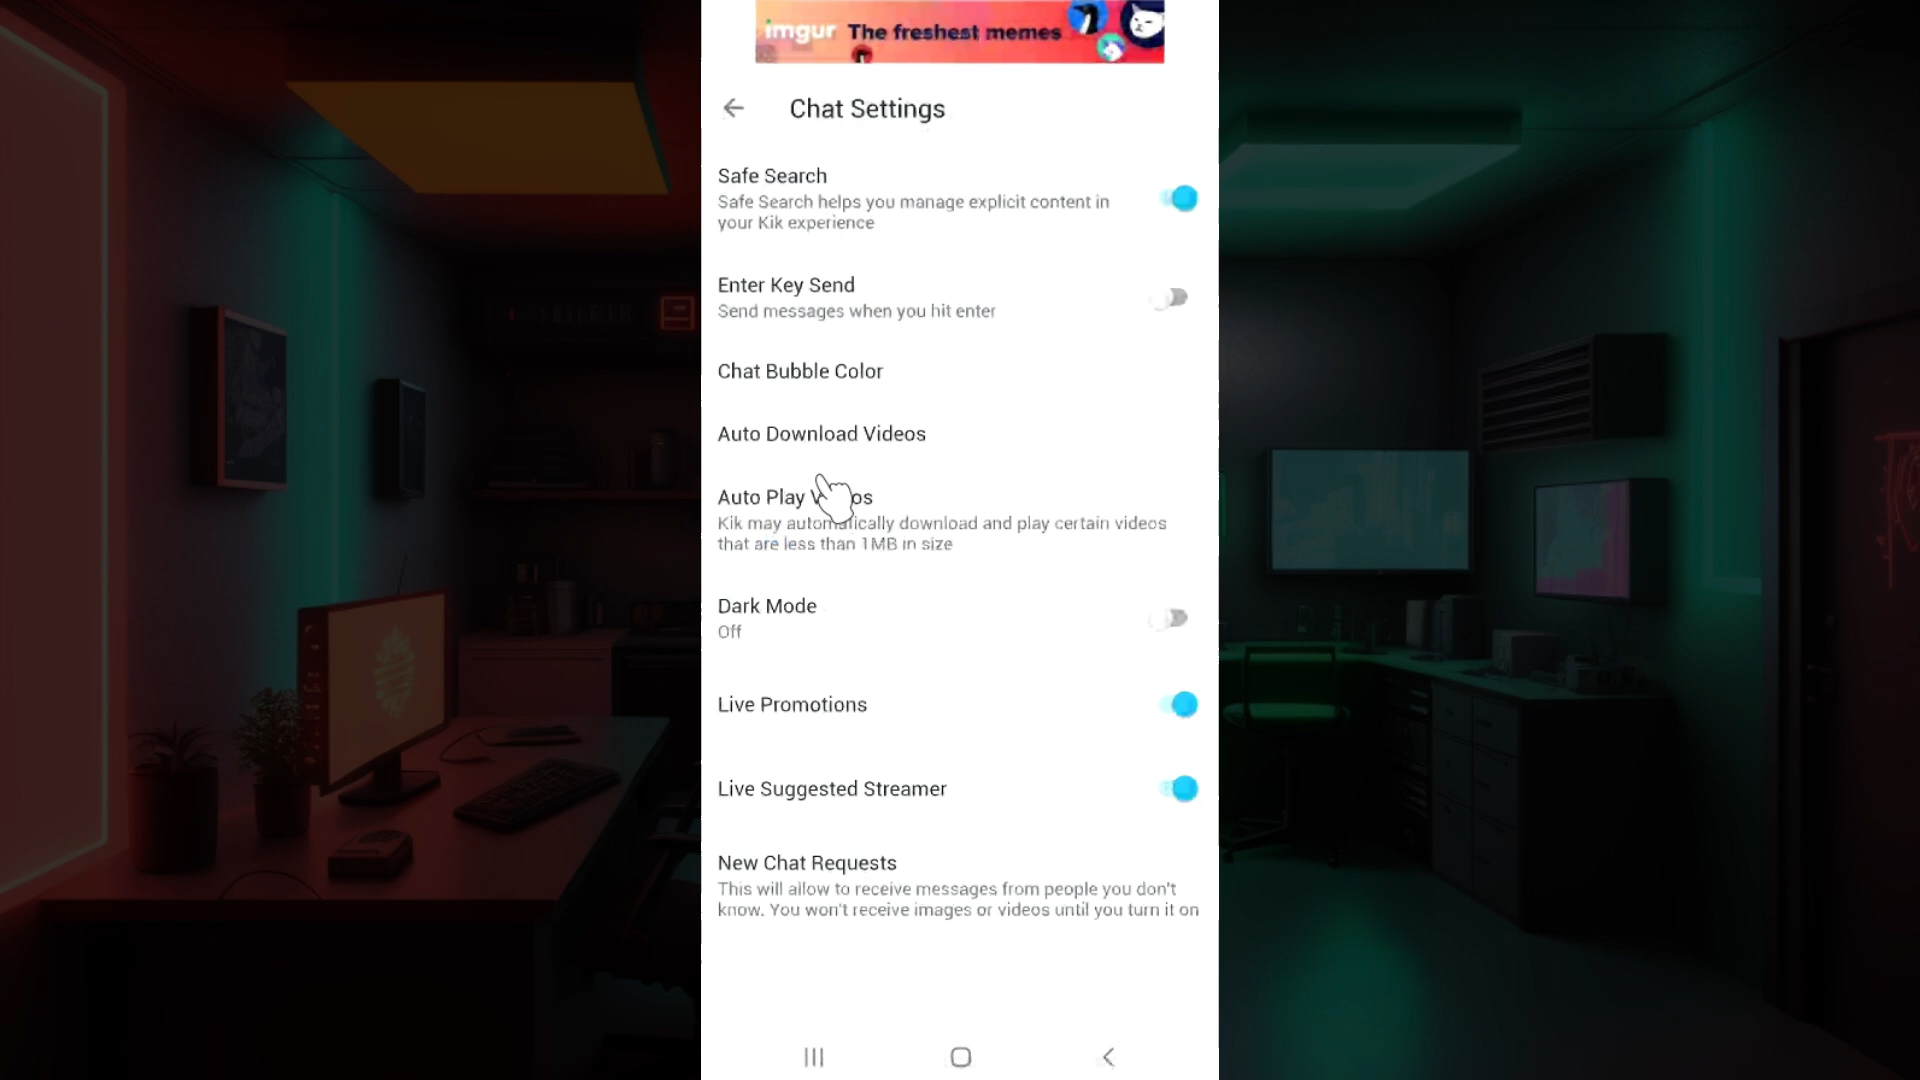 imgur The freshest memes
Chat Settings
Safe Search
Safe Search helps you manage explicit content in
your Kik experience
Enter Key Send
Send messages when you hit enter
Chat Bubble Color
Auto Download Videos
Auto Play
Kik may automatically download and play certain videos
that are less than 1MB in size
Dark Mode
Off
Live Promotions
Live Suggested Streamer
New Chat Requests
This will allow to receive messages from people you don't
know. You won't receive images or videos until you turn it on